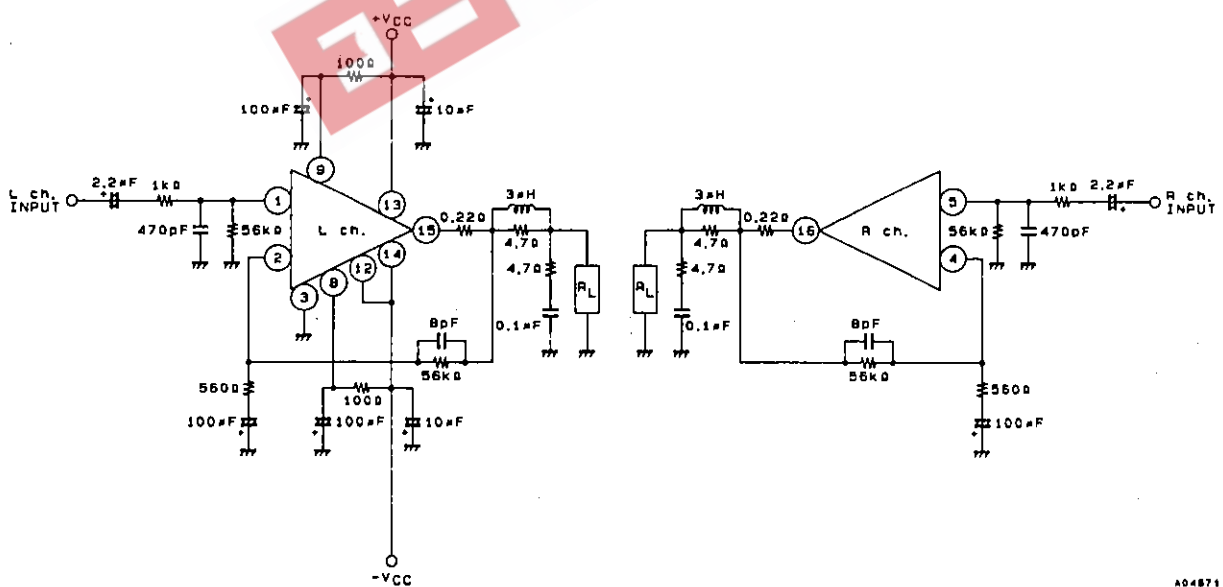 +VCC
100Ω
100µF
10µF
9
L ch.
INPUT
2.2µF
+
1kΩ
470pF
56kΩ
1
2
3
8
12
14
13
15
L ch.
0.22Ω
3µH
4.7Ω
4.7Ω
0.1µF
RL
8pF
56kΩ
560Ω
100µF
+
100Ω
100µF
+
10µF
+
-VCC
3µH
0.22Ω
4.7Ω
4.7Ω
0.1µF
RL
16
R ch.
5
4
56kΩ
470pF
1kΩ
2.2µF
+
R ch.
INPUT
8pF
56kΩ
560Ω
100µF
+
A04871